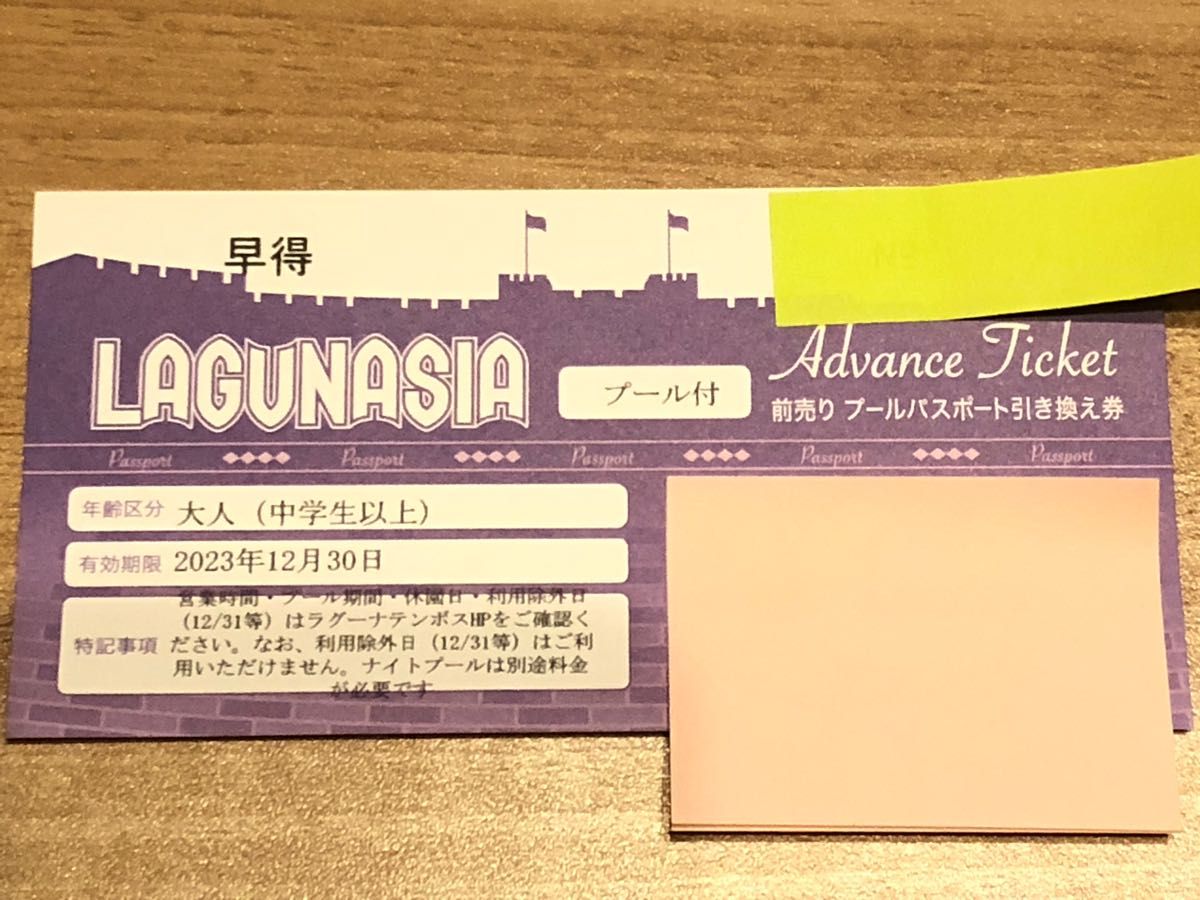 早得
LAGUNASIA
プール付
Advance Ticket
前売り プールパスポート引き換え券
Passport Passport Passport Passport Passport
年齢区分 大人（中学生以上）
有効期限 2023年12月30日
特記事項
営業時間・プール期間・休園日・利用除外日
（12/31等）はラグーナテンボスHPをご確認く
ださい。なお、利用除外日（12/31等）はご利
用いただけません。ナイトプールは別途料金
が必要です